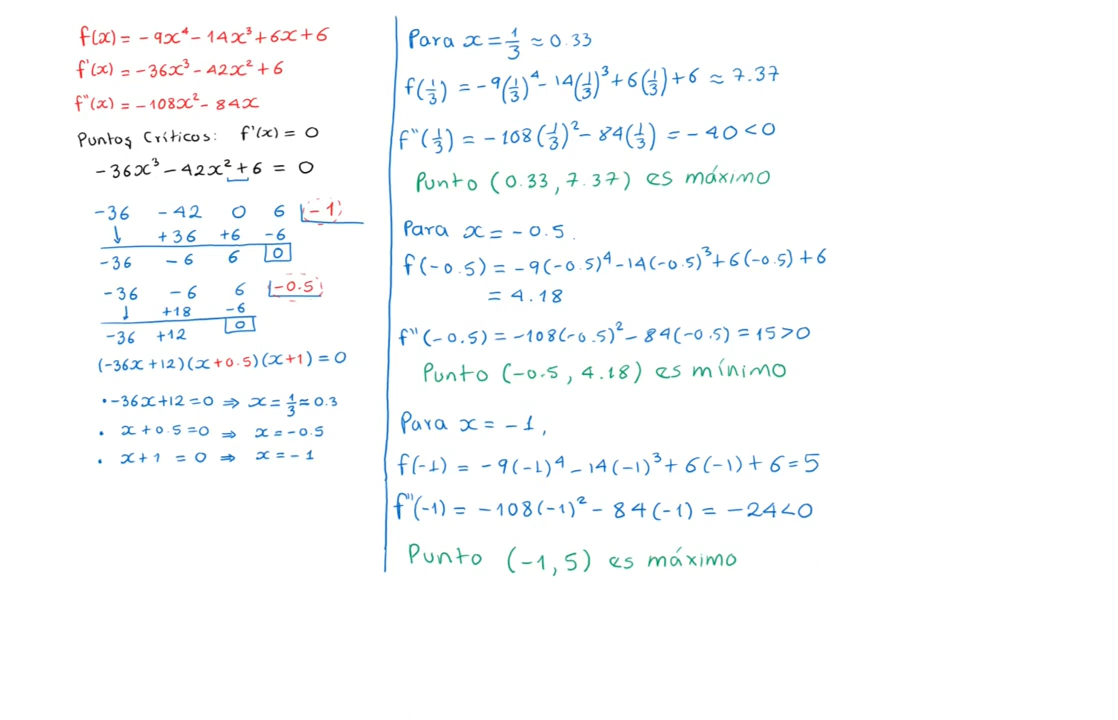 f(x) = -9x⁴ - 14x³ + 6x + 6
f'(x) = -36x³ - 42x² + 6
f''(x) = -108x² - 84x
Puntos Críticos: f'(x) = 0
-36x³ - 42x² + 6 = 0
-36 -42 0 6 -1
↓ +36 +6 -6
-36 -6 6 0
-36 -6 6 -0.5
↓ +18 -6
-36 +12 0
(-36x+12)(x+0.5)(x+1) = 0
• -36x+12 = 0 ⇒ x = 1/3 ≈ 0.3
• x+0.5 = 0 ⇒ x = -0.5
• x+1 = 0 ⇒ x = -1
Para x = 1/3 ≈ 0.33
f(1/3) = -9(1/3)⁴ - 14(1/3)³ + 6(1/3) + 6 ≈ 7.37
f''(1/3) = -108(1/3)² - 84(1/3) = -40 < 0
Punto (0.33, 7.37) es máximo
Para x = -0.5.
f(-0.5) = -9(-0.5)⁴ - 14(-0.5)³ + 6(-0.5) + 6
= 4.18
f''(-0.5) = -108(-0.5)² - 84(-0.5) = 15 > 0
Punto (-0.5, 4.18) es mínimo
Para x = -1,
f(-1) = -9(-1)⁴ - 14(-1)³ + 6(-1) + 6 = 5
f''(-1) = -108(-1)² - 84(-1) = -24 < 0
Punto (-1, 5) es máximo